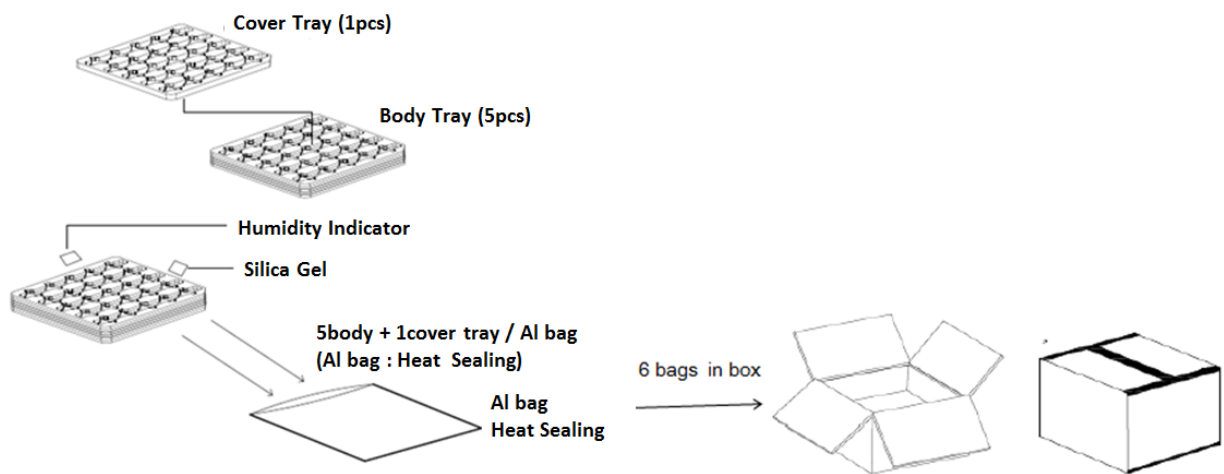 Cover Tray (1pcs)
Body Tray (5pcs)
Humidity Indicator
Silica Gel
5body + 1cover tray / Al bag
(Al bag : Heat Sealing)
Al bag
Heat Sealing
6 bags in box